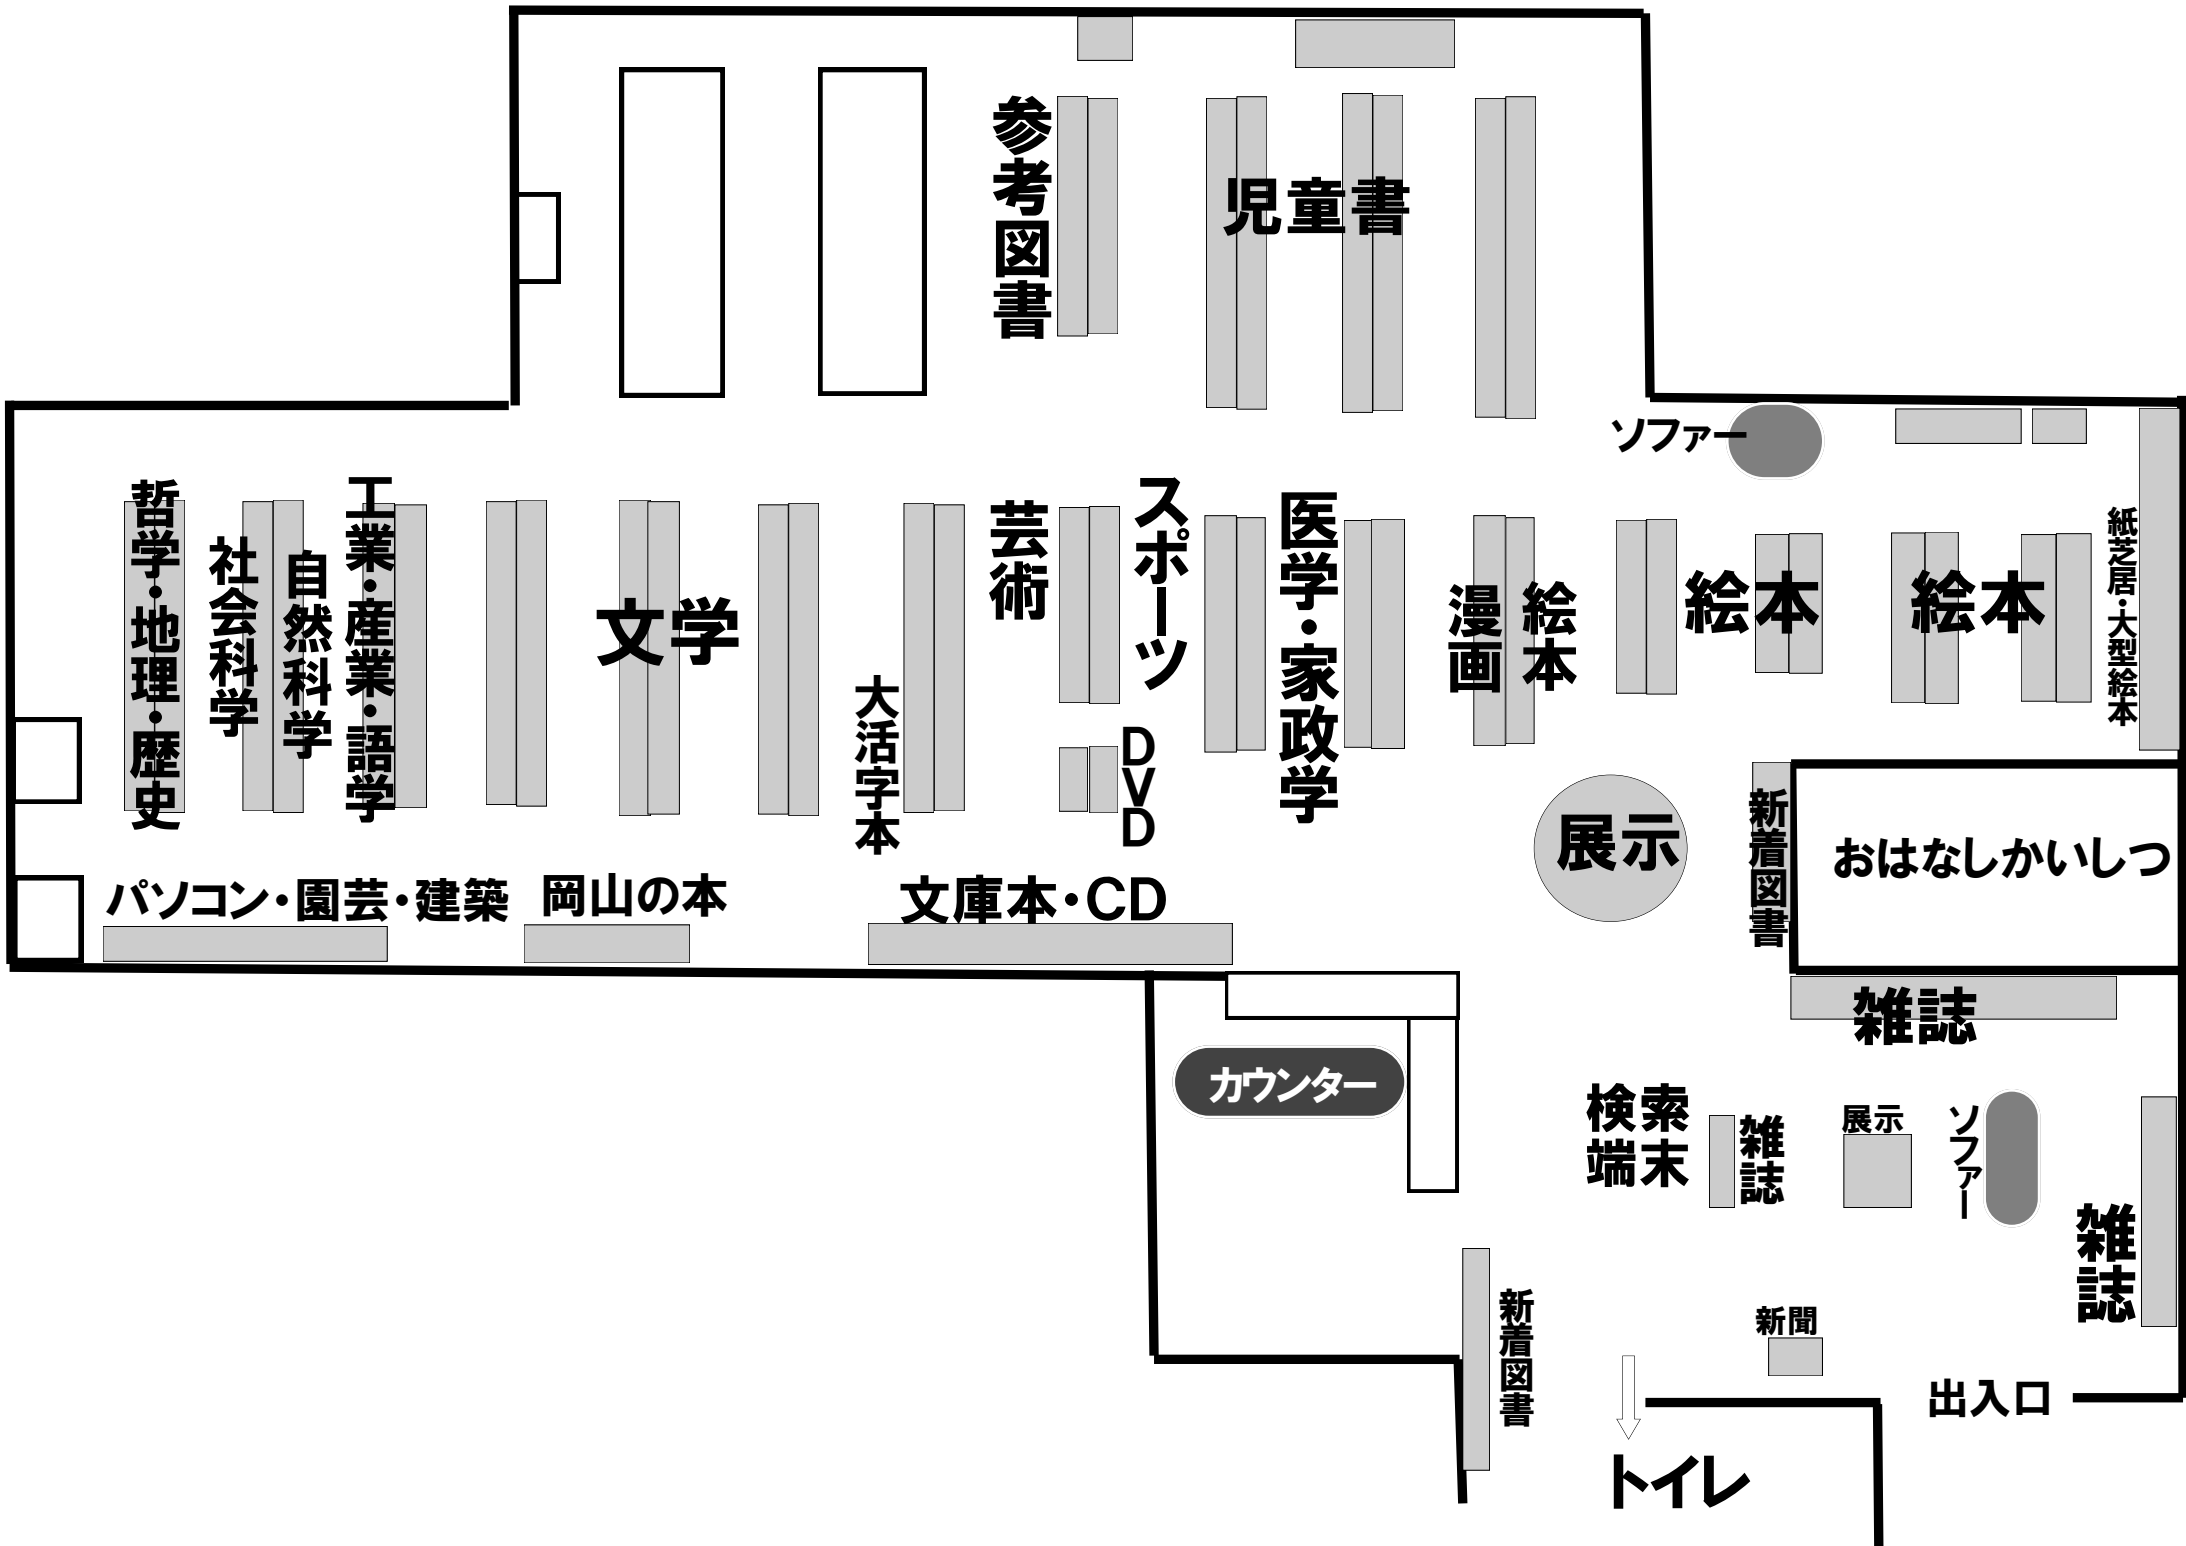 参考図書
児童書
ソファー
哲学・地理・歴史
社会科学
自然科学
工業・産業・語学
文学
大活字本
芸術
スポーツ
DVD
医学・家政学
漫画
絵本
絵本
絵本
紙芝居・大型絵本
パソコン・園芸・建築
岡山の本
文庫本・CD
展示
新着図書
おはなしかいしつ
雑誌
カウンター
検索
端末
雑誌
展示
ソファー
雑誌
新着図書
新聞
出入口
トイレ